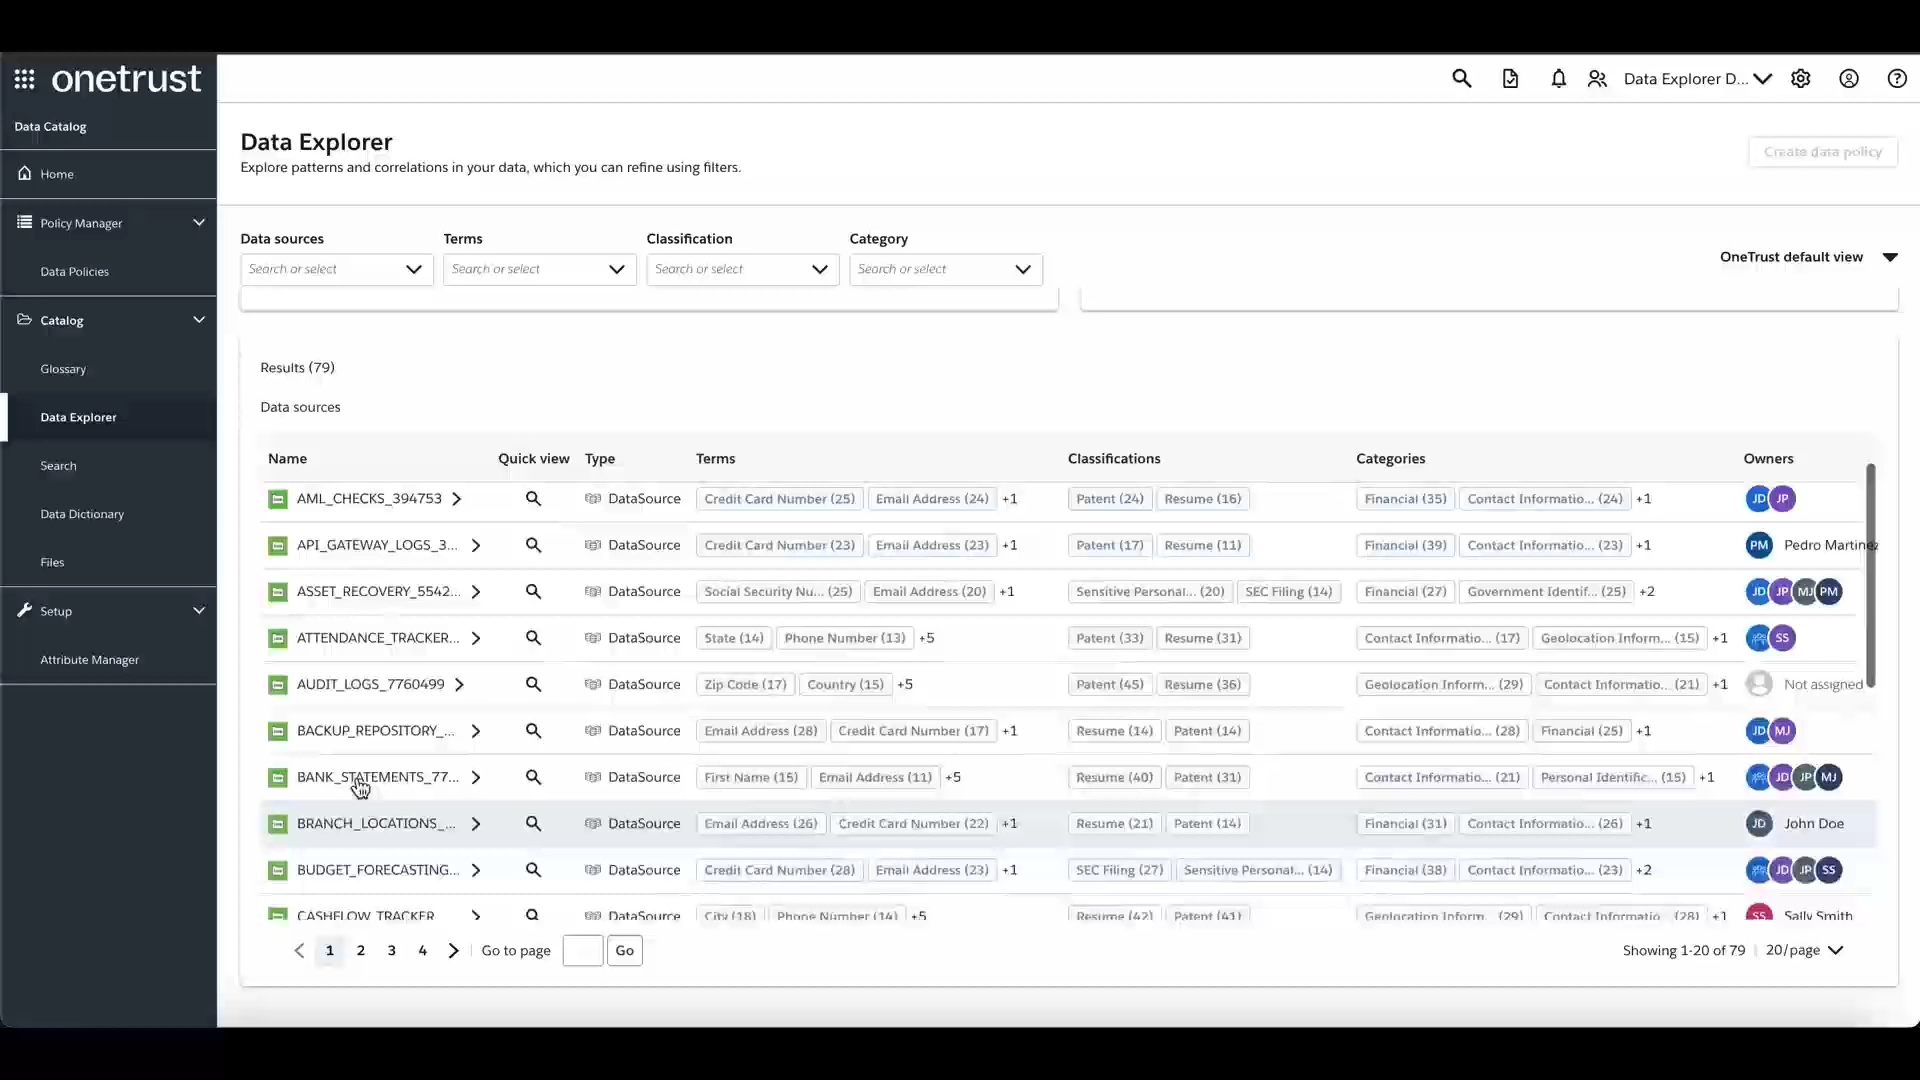 onetrust
Data Explorer D...
Data Catalog
Home
Policy Manager
Data Policies
Catalog
Glossary
Data Explorer
Search
Data Dictionary
Files
Setup
Attribute Manager
Data Explorer
Explore patterns and correlations in your data, which you can refine using filters.
Create data policy
Data sources Terms Classification Category
Search or select Search or select Search or select Search or select
OneTrust default view
Results (79)
Data sources
Name Quick view Type Terms Classifications Categories Owners
AML_CHECKS_394753 DataSource Credit Card Number (25) Email Address (24) +1 Patent (24) Resume (16) Financial (35) Contact Informatio... (24) +1 JD JP
API_GATEWAY_LOGS_3... DataSource Credit Card Number (23) Email Address (23) +1 Patent (17) Resume (11) Financial (39) Contact Informatio... (23) +1 PM Pedro Martinez
ASSET_RECOVERY_5542... DataSource Social Security Nu... (25) Email Address (20) +1 Sensitive Personal... (20) SEC Filing (14) Financial (27) Government Identif... (25) +2 JD JP MJ PM
ATTENDANCE_TRACKER... DataSource State (14) Phone Number (13) +5 Patent (33) Resume (31) Contact Informatio... (17) Geolocation Inform... (15) +1 SS
AUDIT_LOGS_7760499 DataSource Zip Code (17) Country (15) +5 Patent (45) Resume (36) Geolocation Inform... (29) Contact Informatio... (21) +1 Not assigned
BACKUP_REPOSITORY_... DataSource Email Address (28) Credit Card Number (17) +1 Resume (14) Patent (14) Contact Informatio... (28) Financial (25) +1 JD MJ
BANK_STATEMENTS_77... DataSource First Name (15) Email Address (11) +5 Resume (40) Patent (31) Contact Informatio... (21) Personal Identific... (15) +1 JD JP MJ
BRANCH_LOCATIONS_... DataSource Email Address (26) Credit Card Number (22) +1 Resume (21) Patent (14) Financial (31) Contact Informatio... (26) +1 JD John Doe
BUDGET_FORECASTING... DataSource Credit Card Number (28) Email Address (23) +1 SEC Filing (27) Sensitive Personal... (14) Financial (38) Contact Informatio... (23) +2 JD JP SS
CASHFLOW_TRACKER DataSource City (18) Phone Number (14) +5 Resume (42) Patent (41) Geolocation Inform... (29) Contact Informatio... (28) +1 SS Sally Smith
1 2 3 4 Go to page Go Showing 1-20 of 79 20/page